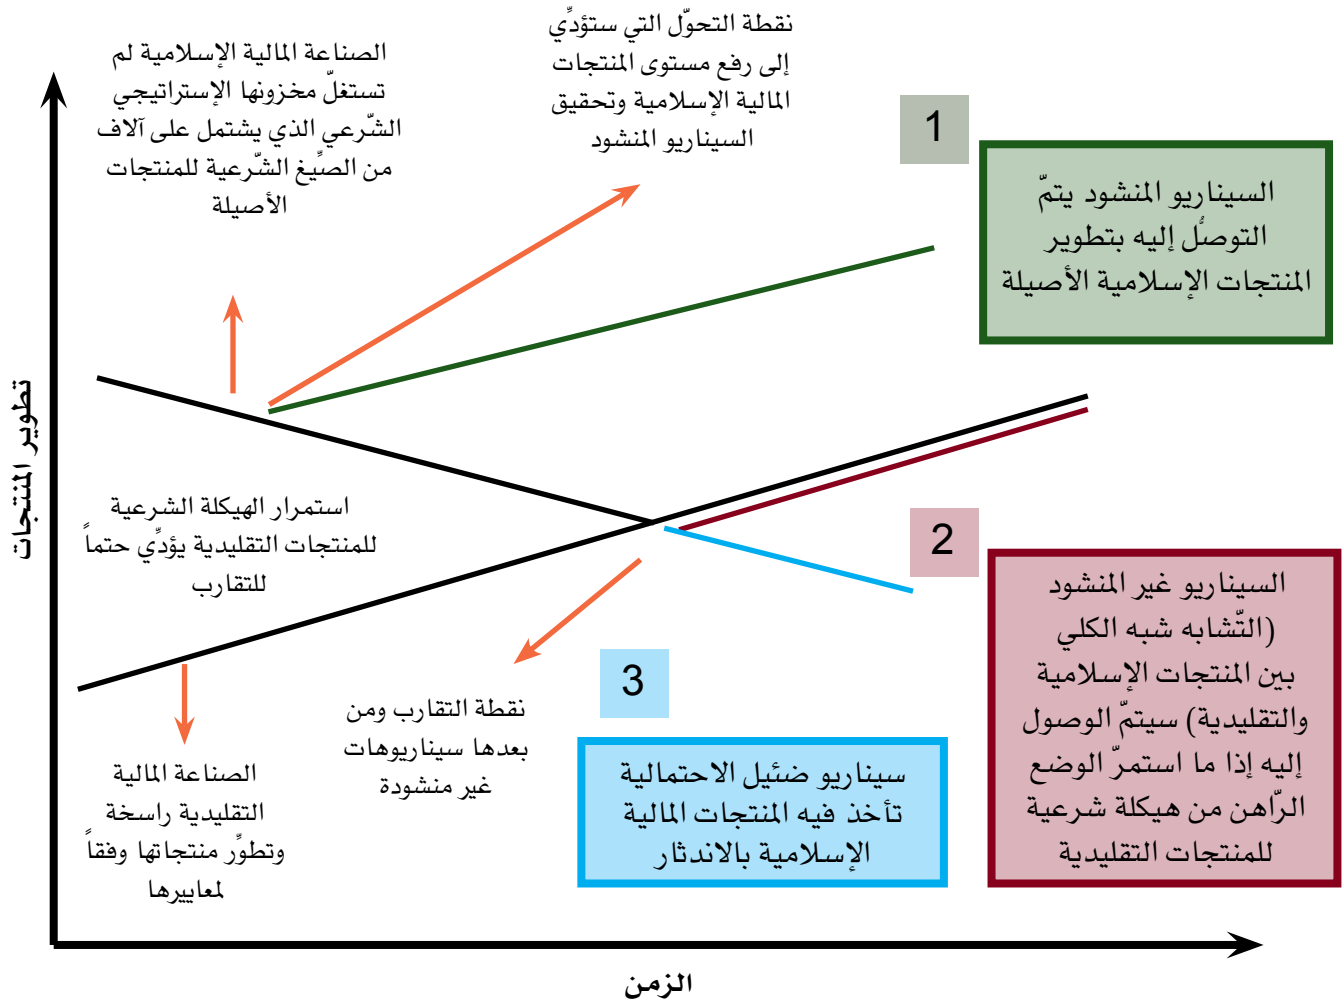 الصناعة المالية الإسلامية لم
تستغلّ مخزونها الإستراتيجي
الشّرعي الذي يشتمل على آلاف
من الصيِّغ الشّرعية للمنتجات
الأصيلة
نقطة التحوّل التي ستؤدِّي
إلى رفع مستوى المنتجات
المالية الإسلامية وتحقيق
السيناريو المنشود
1
السيناريو المنشود يتمّ
التوصلُ إليه بتطوير
المنتجات الإسلامية الأصيلة
تطوير المنتجات
استمرار الهيكلة الشرعية
للمنتجات التقليدية يؤدِّي حتماً
للتقارب
2
السيناريو غير المنشود
(التّشابه شبه الكلي
بين المنتجات الإسلامية
والتقليدية) سيتمّ الوصول
إليه إذا ما استمرّ الوضع
الرّاهن من هيكلة شرعية
للمنتجات التقليدية
3
سيناريو ضئيل الاحتمالية
تأخذ فيه المنتجات المالية
الإسلامية بالاندثار
نقطة التقارب ومن
بعدها سيناريوهات
غير منشودة
الصناعة المالية
التقليدية راسخة
وتطوِّر منتجاتها وفقاً
لمعاييرها
الزمن